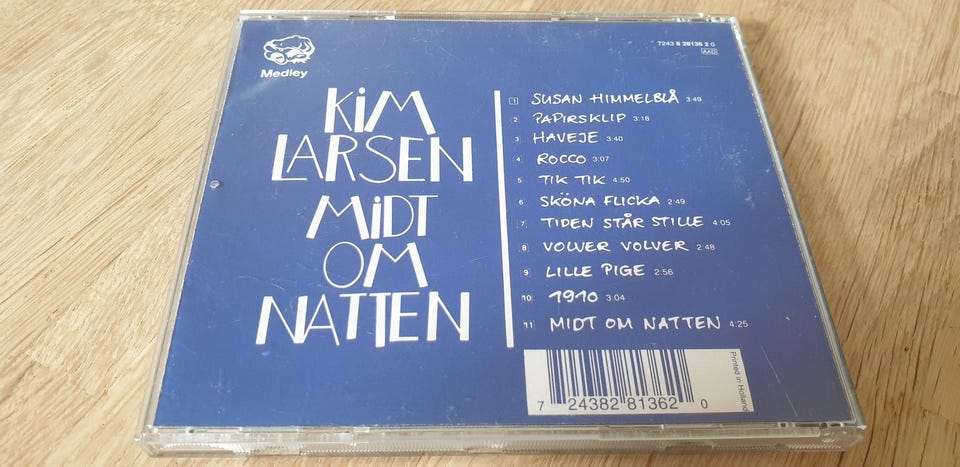 Medley
7243 8 28136 2 0
AAD
KiM
LARSEN
MiDT
OM
NATTEN
1 SUSAN HIMMELBLÅ 3:49
2 PAPIRSKLIP 3:18
3 HAVEJE 3:40
4 ROCCO 3:07
5 TIK TIK 4:50
6 SKÖNA FLICKA 2:49
7 TIDEN STÅR STILLE 4:05
8 VOLVER VOLVER 2:48
9 LILLE PIGE 2:56
10 1910 3:04
11 MIDT OM NATTEN 4:25
7 24382 81362 0
Printed in Holland